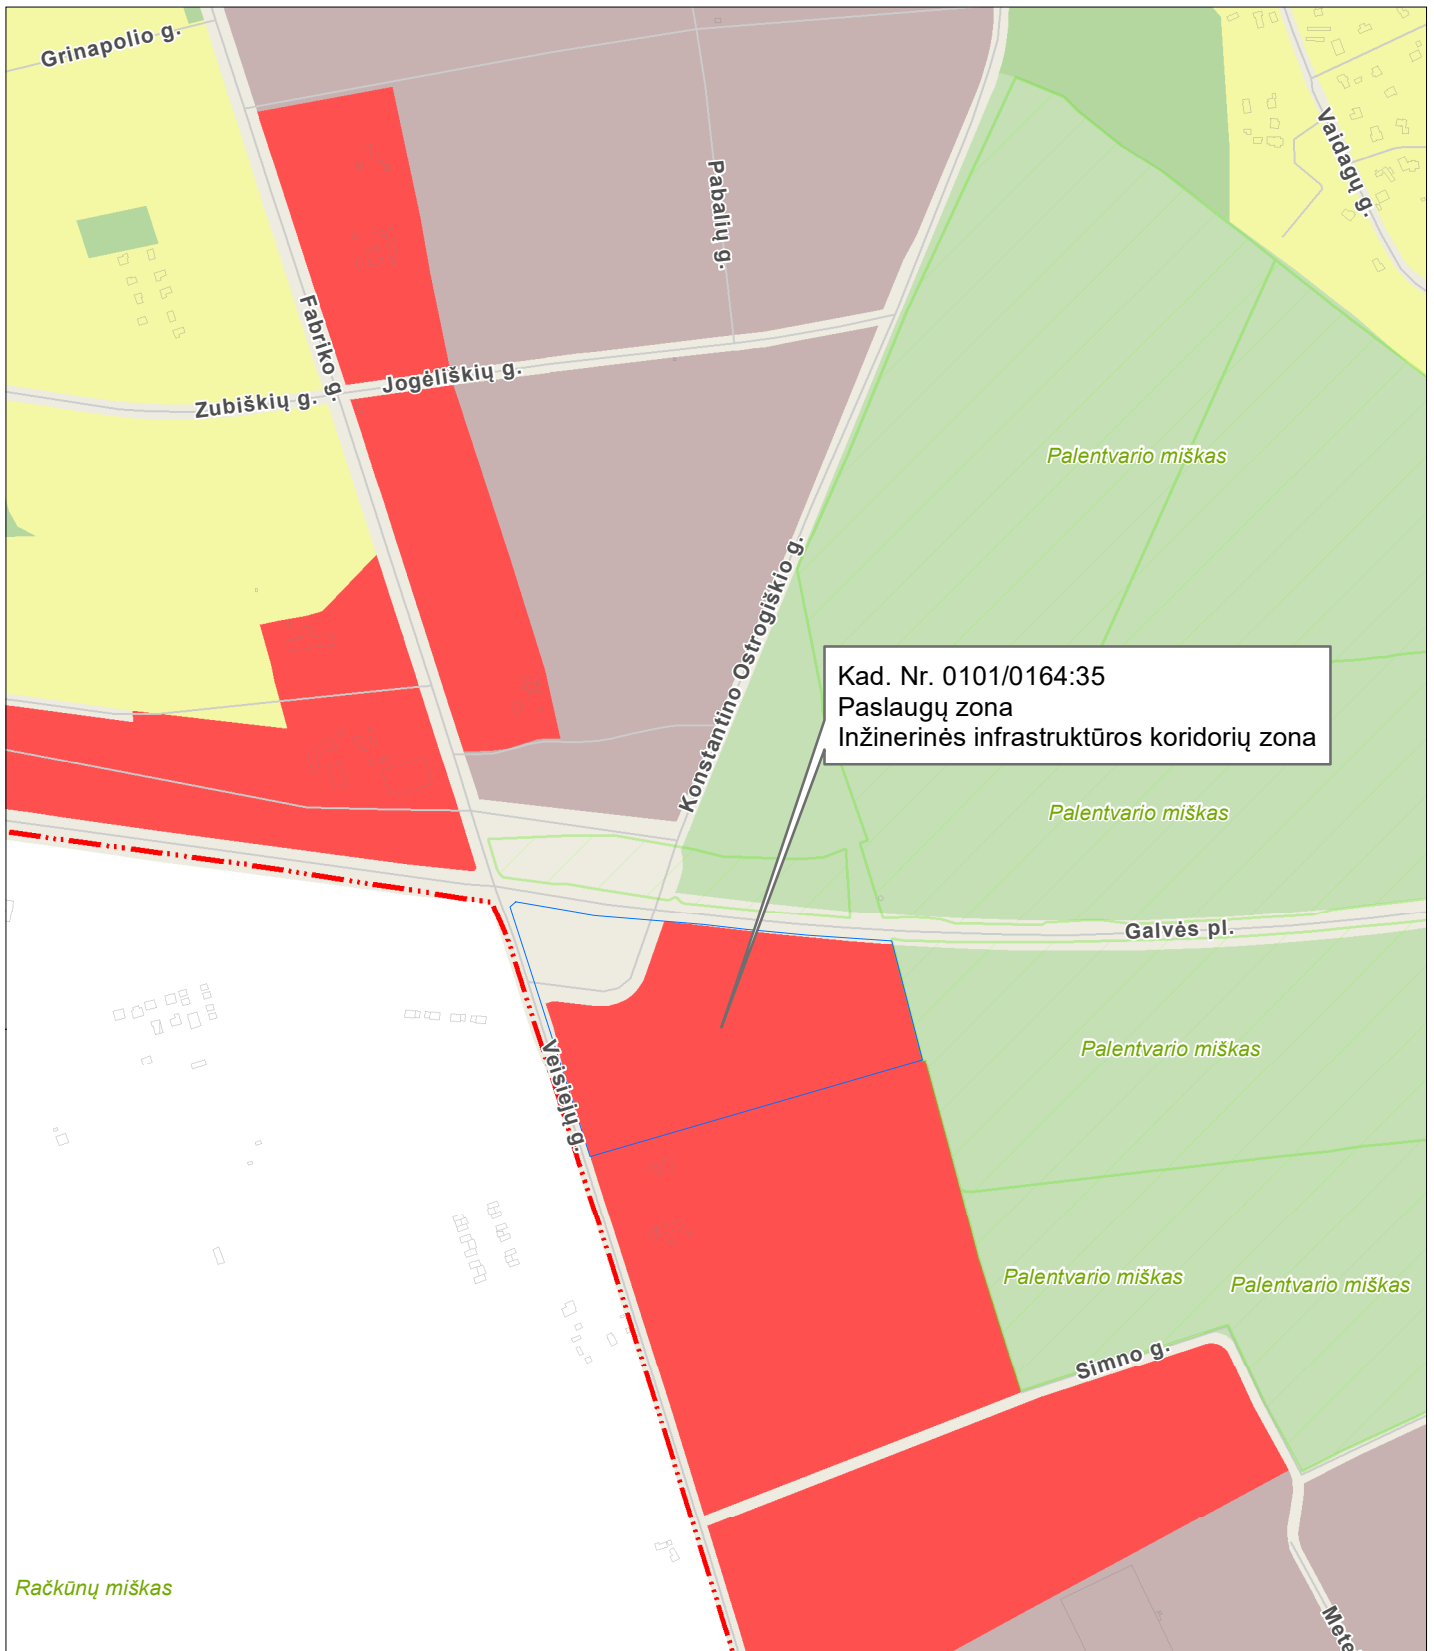 Grinapolio g.
Vaidagų g.
Pabalių g.
Fabriko g.
Jogėliškių g.
Zubiškių g.
Palentvario miškas
Konstantino Ostrogiškio g.
Kad. Nr. 0101/0164:35
Paslaugų zona
Inžinerinės infrastruktūros koridorių zona
Palentvario miškas
Galvės pl.
Palentvario miškas
Veisiejų g.
Palentvario miškas
Palentvario miškas
Simno g.
Račkūnų miškas